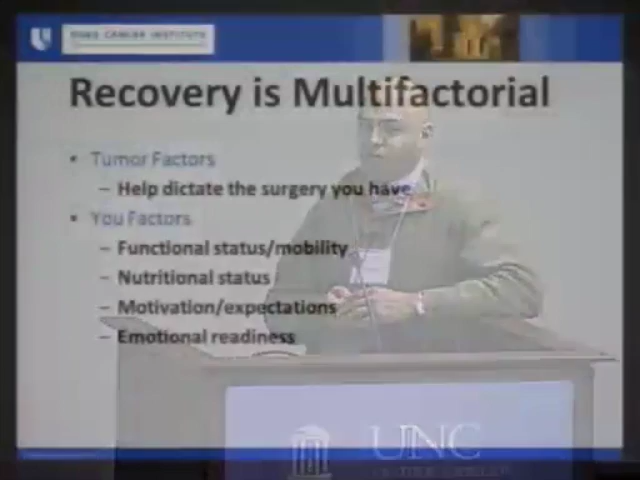 DUKE CANCER INSTITUTE
Recovery is Multifactorial
• Tumor Factors
– Help dictate the surgery you have
• You Factors
– Functional status/mobility
– Nutritional status
– Motivation/expectations
– Emotional readiness
UNC